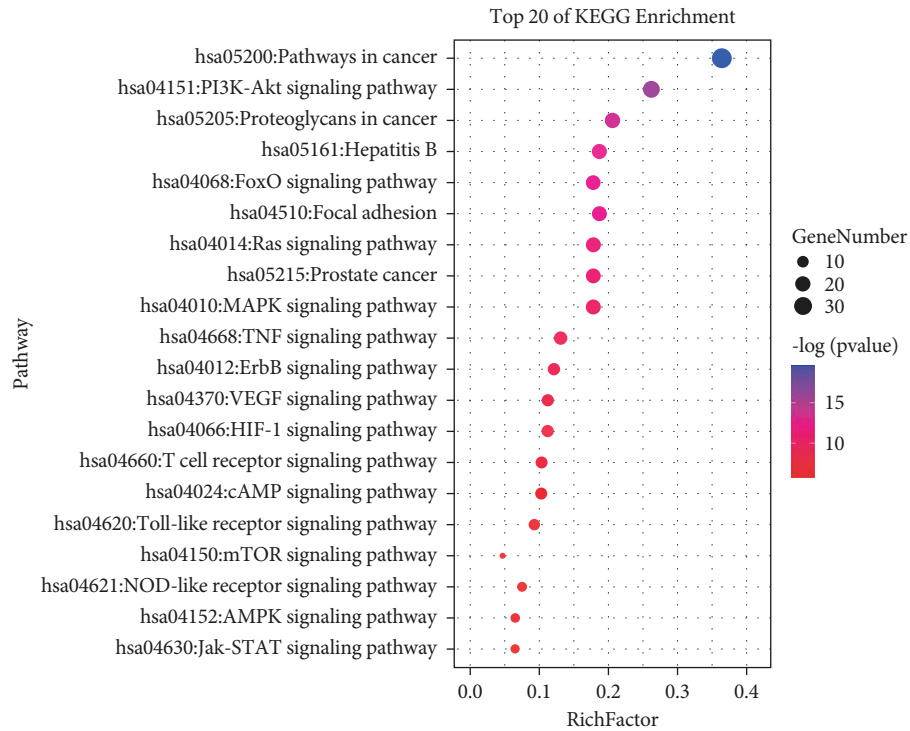 Top 20 of KEGG Enrichment
hsa05200:Pathways in cancer
hsa04151:PI3K-Akt signaling pathway
hsa05205:Proteoglycans in cancer
hsa05161:Hepatitis B
hsa04068:FoxO signaling pathway
hsa04510:Focal adhesion
hsa04014:Ras signaling pathway
hsa05215:Prostate cancer
hsa04010:MAPK signaling pathway
hsa04668:TNF signaling pathway
hsa04012:ErbB signaling pathway
hsa04370:VEGF signaling pathway
hsa04066:HIF-1 signaling pathway
hsa04660:T cell receptor signaling pathway
hsa04024:cAMP signaling pathway
hsa04620:Toll-like receptor signaling pathway
hsa04150:mTOR signaling pathway
hsa04621:NOD-like receptor signaling pathway
hsa04152:AMPK signaling pathway
hsa04630:Jak-STAT signaling pathway
Pathway
0.0 0.1 0.2 0.3 0.4
RichFactor
GeneNumber
10
20
30
-log (pvalue)
15
10